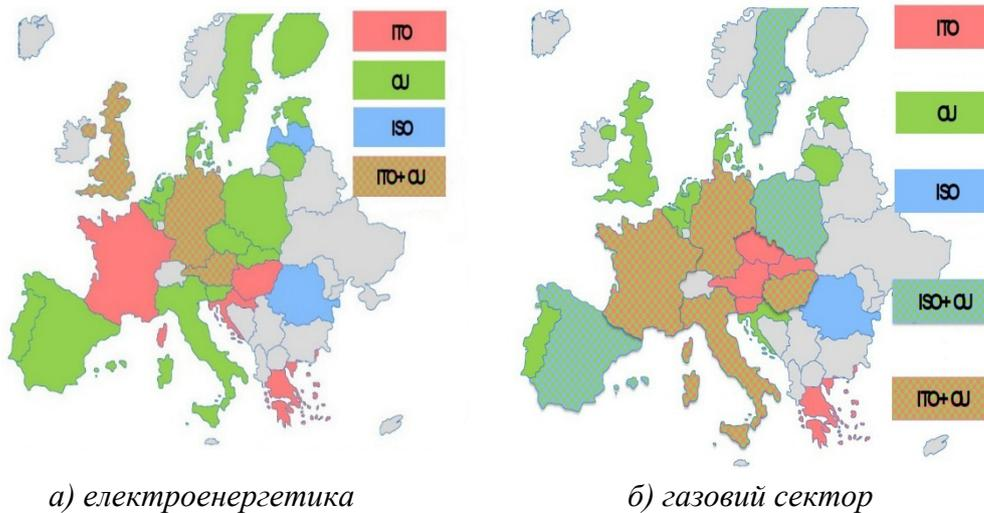 ITO
OU
ISO
ITO+ OU
ITO
OU
ISO
ISO+ OU
ITO+ OU
а) електроенергетика
б) газовий сектор